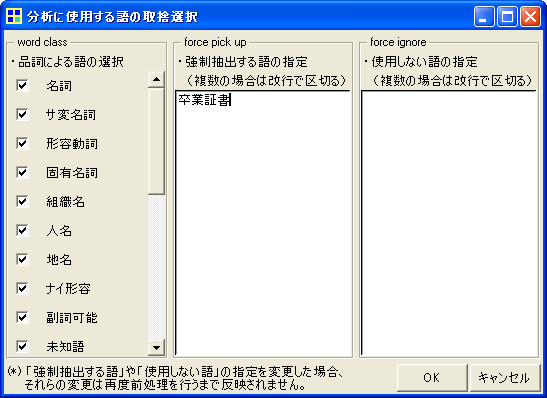 分析に使用する語の取捨選択
word class
・品詞による語の選択
名詞
サ変名詞
形容動詞
固有名詞
組織名
人名
地名
ナイ形容
副詞可能
未知語
force pick up
・強制抽出する語の指定
（複数の場合は改行で区切る）
卒業証書
force ignore
・使用しない語の指定
（複数の場合は改行で区切る）
(*)「強制抽出する語」や「使用しない語」の指定を変更した場合、
それらの変更は再度前処理を行うまで反映されません。
OK
キャンセル